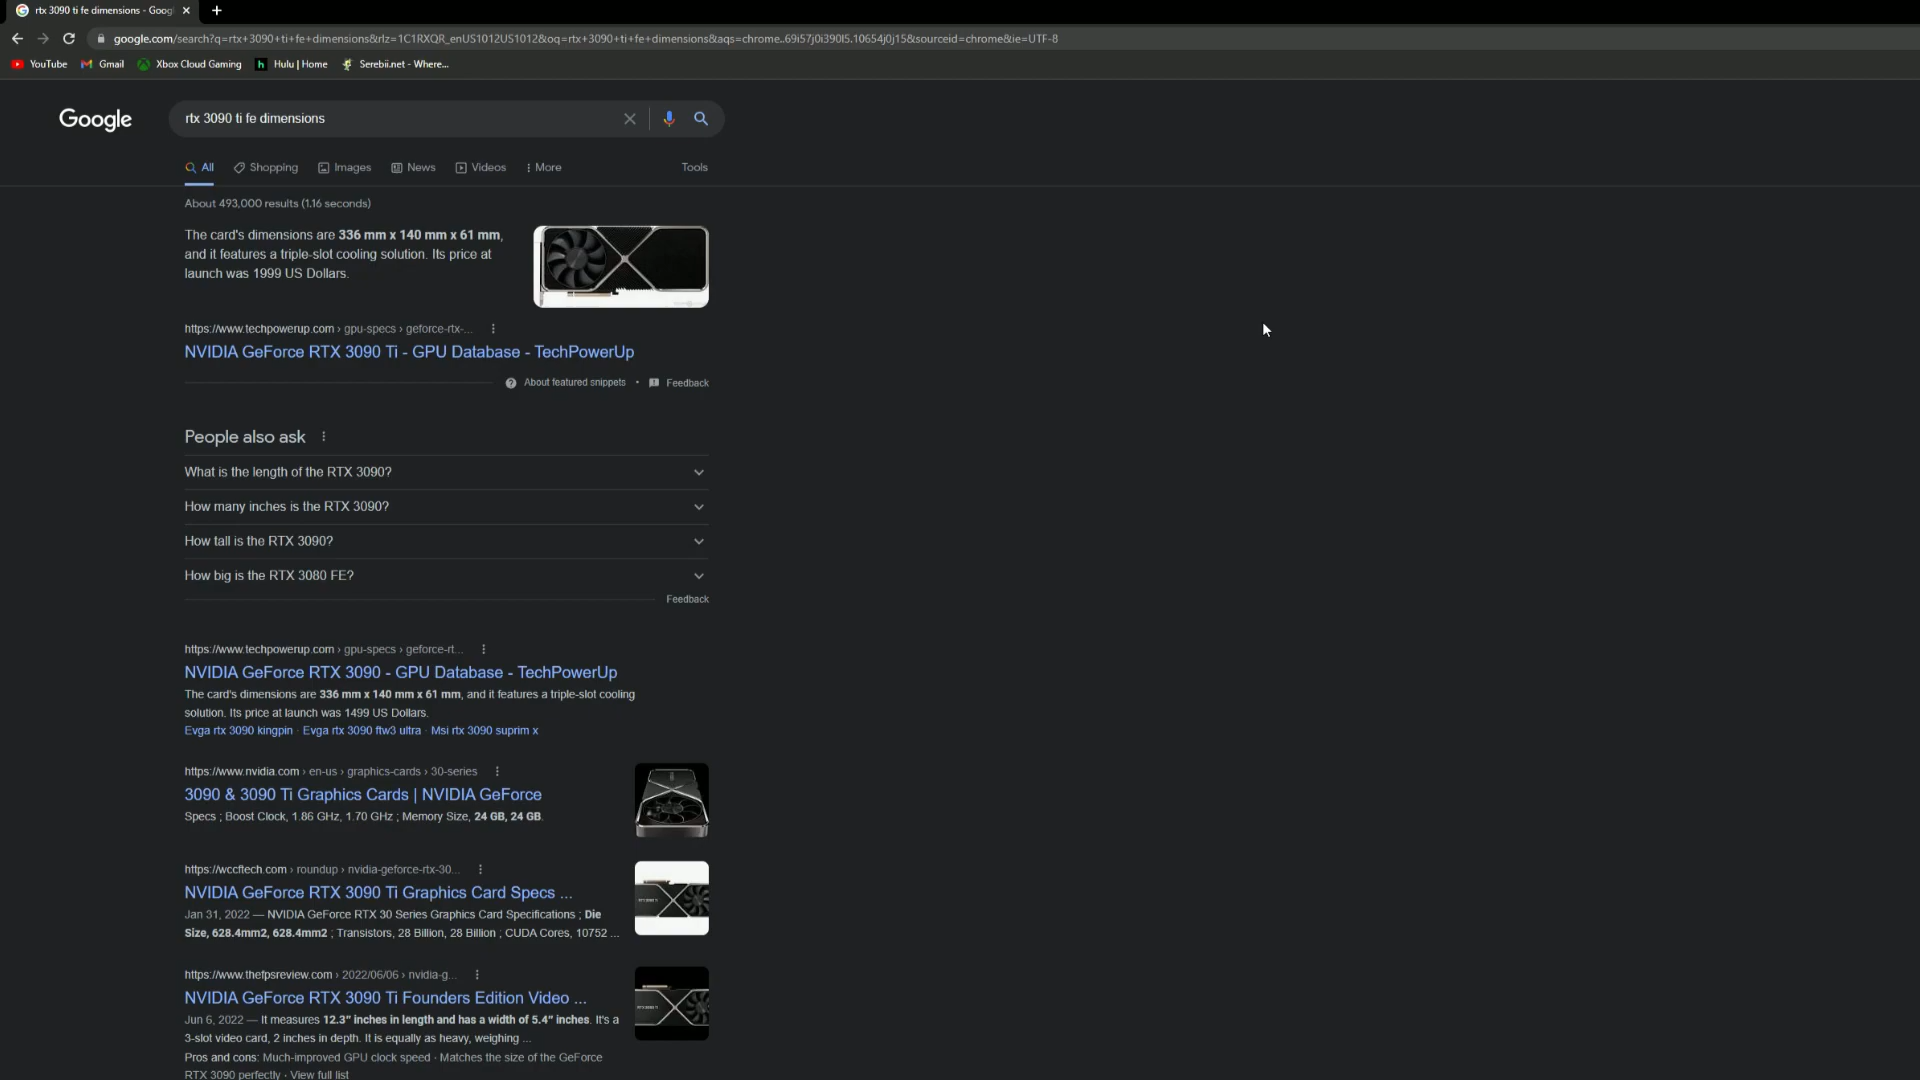 rtx 3090 ti fe dimensions - Goog
google.com/search?q=rtx+3090+ti+fe+dimensions&rlz=1C1RXQR_enUS1012US1012&oq=rtx+3090+ti+fe+dimensions&aqs=chrome..69i57j0i390l5.10654j0j15&sourceid=chrome&ie=UTF-8
YouTube Gmail Xbox Cloud Gaming Hulu | Home Serebii.net - Where...
Google
rtx 3090 ti fe dimensions
All Shopping Images News Videos More Tools
About 493,000 results (1.16 seconds)
The card's dimensions are 336 mm x 140 mm x 61 mm,
and it features a triple-slot cooling solution. Its price at
launch was 1999 US Dollars.
https://www.techpowerup.com › gpu-specs › geforce-rtx-...
NVIDIA GeForce RTX 3090 Ti - GPU Database - TechPowerUp
About featured snippets • Feedback
People also ask
What is the length of the RTX 3090?
How many inches is the RTX 3090?
How tall is the RTX 3090?
How big is the RTX 3080 FE?
Feedback
https://www.techpowerup.com › gpu-specs › geforce-rt...
NVIDIA GeForce RTX 3090 - GPU Database - TechPowerUp
The card's dimensions are 336 mm x 140 mm x 61 mm, and it features a triple-slot cooling
solution. Its price at launch was 1499 US Dollars.
Evga rtx 3090 kingpin · Evga rtx 3090 ftw3 ultra · Msi rtx 3090 suprim x
https://www.nvidia.com › en-us › graphics-cards › 30-series
3090 & 3090 Ti Graphics Cards | NVIDIA GeForce
Specs ; Boost Clock, 1.86 GHz, 1.70 GHz ; Memory Size, 24 GB, 24 GB.
https://wccftech.com › roundup › nvidia-geforce-rtx-30...
NVIDIA GeForce RTX 3090 Ti Graphics Card Specs ...
Jan 31, 2022 — NVIDIA GeForce RTX 30 Series Graphics Card Specifications ; Die
Size, 628.4mm2, 628.4mm2 ; Transistors, 28 Billion, 28 Billion ; CUDA Cores, 10752 ...
https://www.thefpsreview.com › 2022/06/06 › nvidia-g...
NVIDIA GeForce RTX 3090 Ti Founders Edition Video ...
Jun 6, 2022 — It measures 12.3" inches in length and has a width of 5.4" inches. It's a
3-slot video card, 2 inches in depth. It is equally as heavy, weighing ...
Pros and cons: Much-improved GPU clock speed · Matches the size of the GeForce
RTX 3090 perfectly · View full list